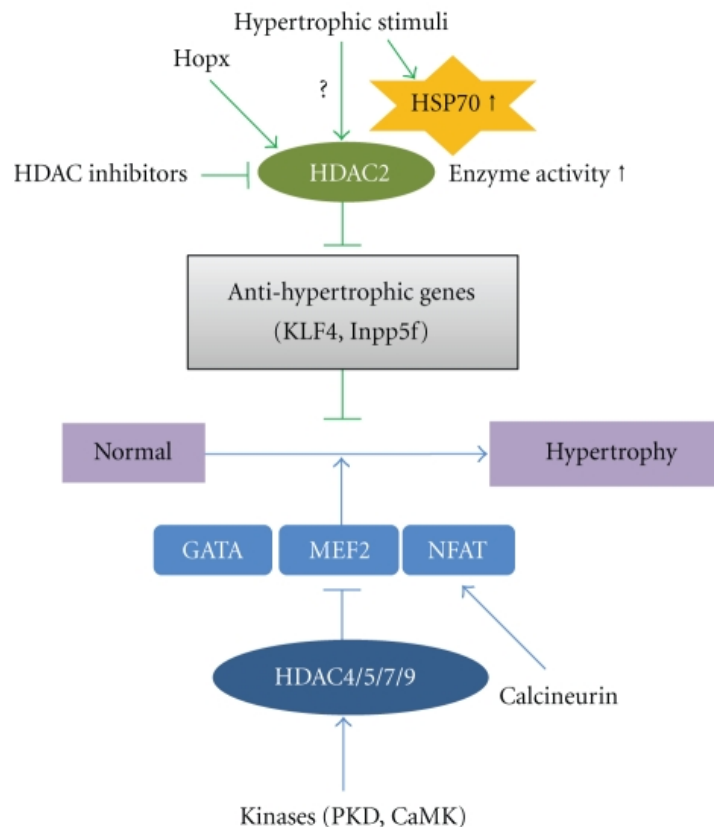 Hypertrophic stimuli
Hopx
?
HSP70 ↑
HDAC inhibitors
HDAC2
Enzyme activity ↑
Anti-hypertrophic genes
(KLF4, Inpp5f)
Normal
Hypertrophy
GATA
MEF2
NFAT
HDAC4/5/7/9
Calcineurin
Kinases (PKD, CaMK)